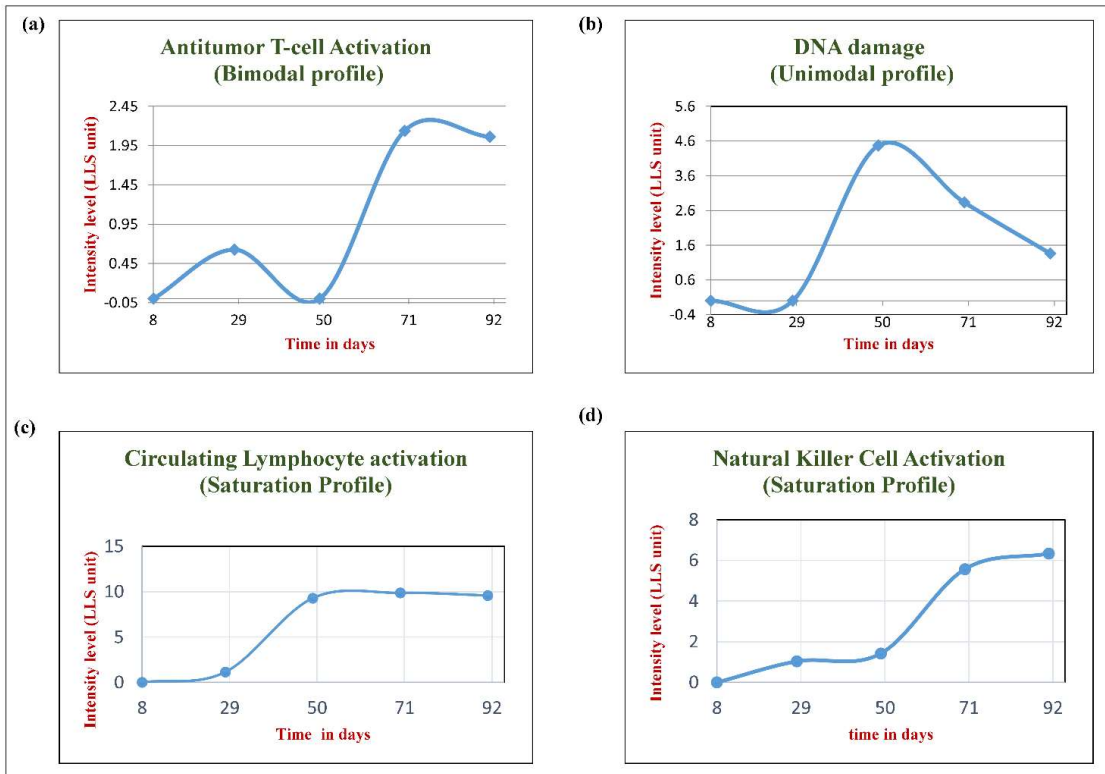 (a)
Antitumor T-cell Activation
(Bimodal profile)
Intensity level (LLS unit)
2.45
1.95
1.45
0.95
0.45
-0.05
8 29 50 71 92
Time in days
(b)
DNA damage
(Unimodal profile)
Intensity level (LLS unit)
5.6
4.6
3.6
2.6
1.6
0.6
-0.4
8 29 50 71 92
Time in days
(c)
Circulating Lymphocyte activation
(Saturation Profile)
Intensity level (LLS unit)
15
10
5
0
8 29 50 71 92
Time in days
(d)
Natural Killer Cell Activation
(Saturation Profile)
Intensity level (LLS unit)
8
6
4
2
0
8 29 50 71 92
time in days